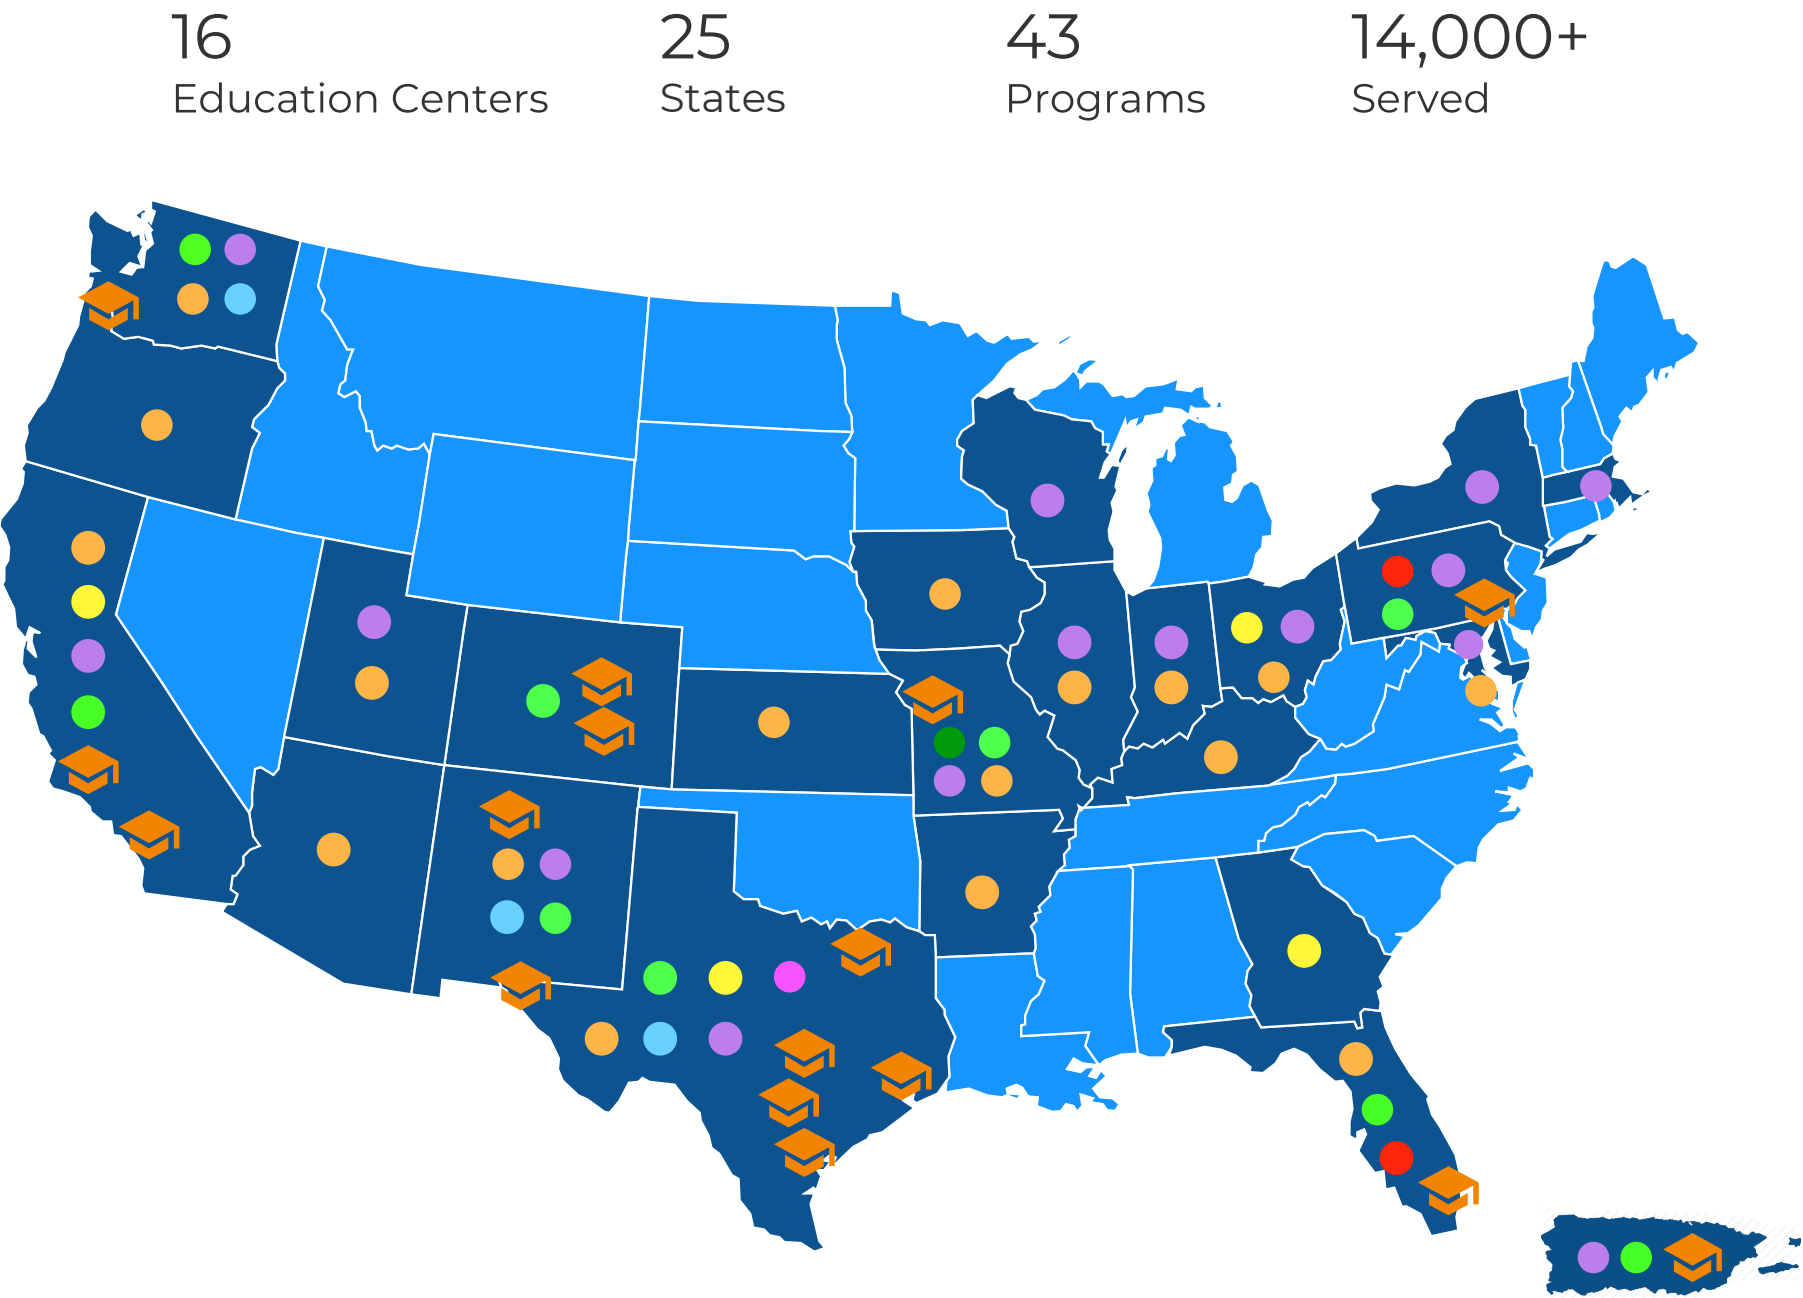 16 25 43 14,000+
Education Centers States Programs Served